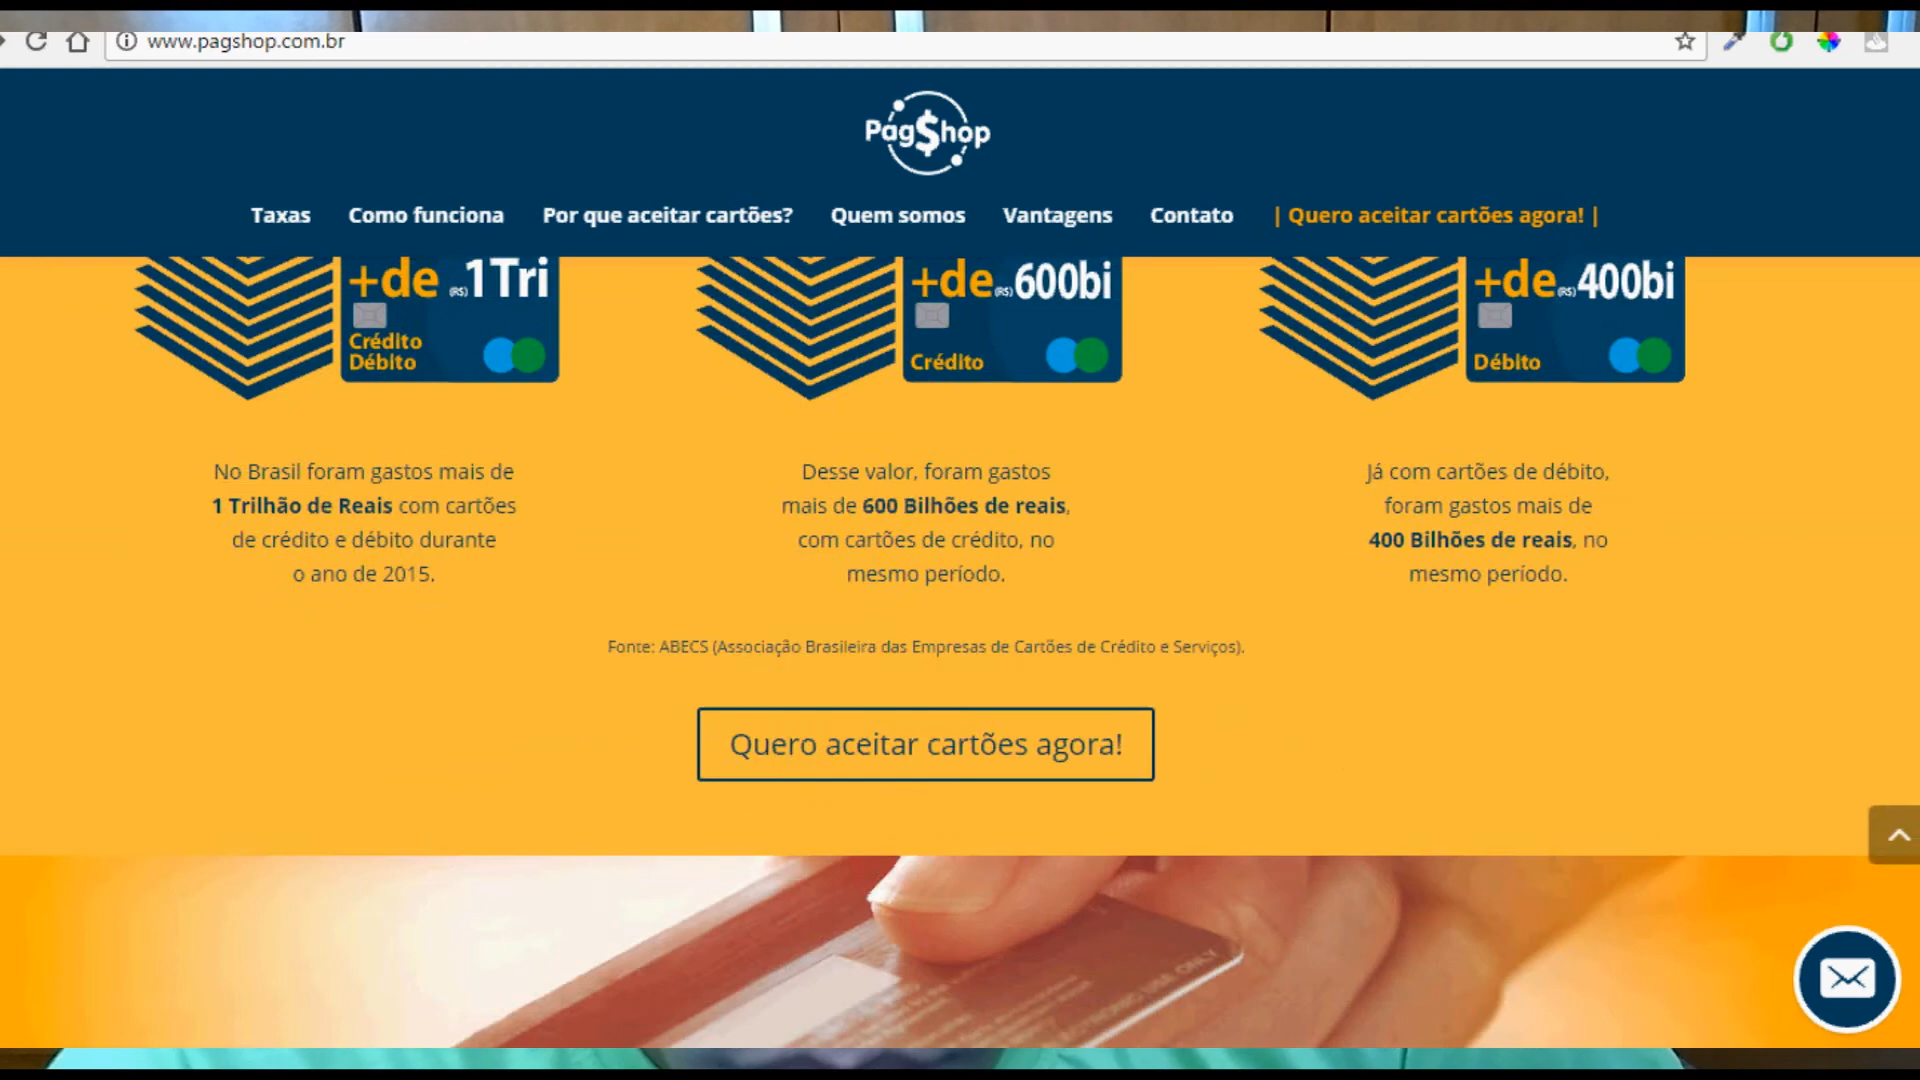 www.pagshop.com.br
Pag$hop
Taxas Como funciona Por que aceitar cartões? Quem somos Vantagens Contato | Quero aceitar cartões agora! |
+de (R$) 1Tri
Crédito
Débito
+de (R$) 600bi
Crédito
+de (R$) 400bi
Débito
No Brasil foram gastos mais de
1 Trilhão de Reais com cartões
de crédito e débito durante
o ano de 2015.
Desse valor, foram gastos
mais de 600 Bilhões de reais,
com cartões de crédito, no
mesmo período.
Já com cartões de débito,
foram gastos mais de
400 Bilhões de reais, no
mesmo período.
Fonte: ABECS (Associação Brasileira das Empresas de Cartões de Crédito e Serviços).
Quero aceitar cartões agora!
USE ONLY